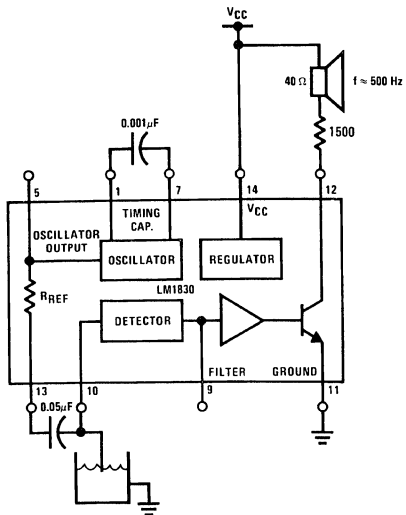 VCC
40 Ω
f ≈ 500 Hz
1500
0.001μF
5
1
7
14
12
TIMING
CAP.
VCC
OSCILLATOR
OUTPUT
OSCILLATOR
REGULATOR
RREF
LM1830
DETECTOR
FILTER
GROUND
13
10
9
11
0.05μF